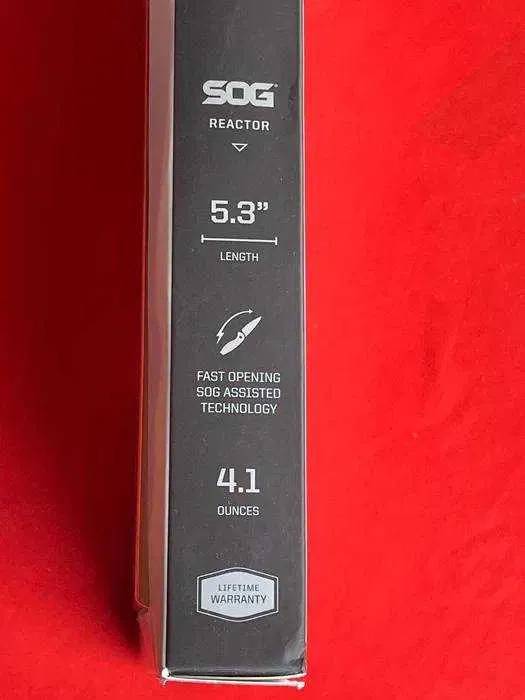 SOG
REACTOR
5.3”
LENGTH
FAST OPENING
SOG ASSISTED
TECHNOLOGY
4.1
OUNCES
LIFETIME
WARRANTY